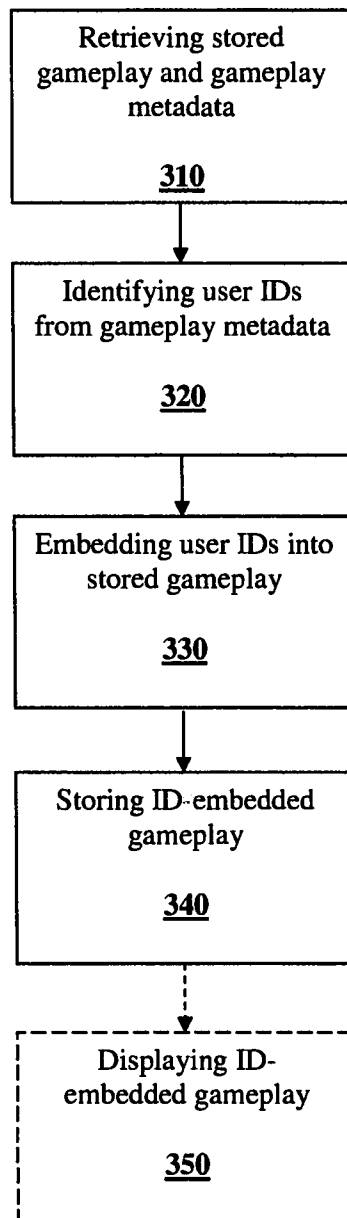 Retrieving stored
gameplay and gameplay
metadata
310
Identifying user IDs
from gameplay metadata
320
Embedding user IDs into
stored gameplay
330
Storing ID-embedded
gameplay
340
Displaying ID-
embedded gameplay
350